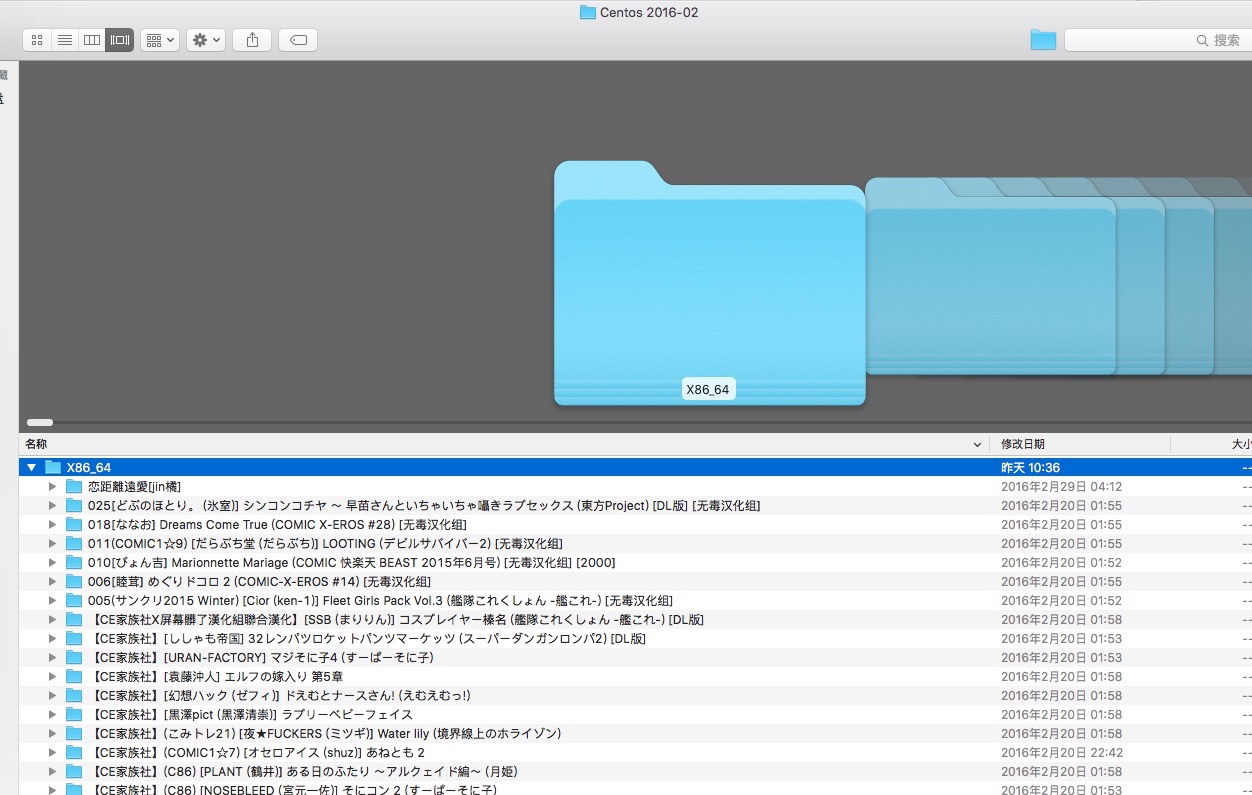 Centos 2016-02
搜索
藏
X86_64
名称
修改日期
大小
X86_64
昨天 10:36
--
恋距離遠愛[jin橘]
2016年2月29日 04:12
--
025[どぶのほとり。(氷室)] シンコンコチヤ ～ 早苗さんといちゃいちゃ囁きラブセックス (東方Project) [DL版] [无毒汉化组]
2016年2月20日 01:55
--
018[ななお] Dreams Come True (COMIC X-EROS #28) [无毒汉化组]
2016年2月20日 01:55
--
011(COMIC1☆9) [だらぶち堂 (だらぶち)] LOOTING (デビルサバイバー2) [无毒汉化组]
2016年2月20日 01:55
--
010[ぴょん吉] Marionnette Mariage (COMIC 快楽天 BEAST 2015年6月号) [无毒汉化组] [2000]
2016年2月20日 01:52
--
006[睦茸] めぐりドコロ 2 (COMIC-X-EROS #14) [无毒汉化组]
2016年2月20日 01:55
--
005(サンクリ2015 Winter) [Cior (ken-1)] Fleet Girls Pack Vol.3 (艦隊これくしょん -艦これ-) [无毒汉化组]
2016年2月20日 01:52
--
【CE家族社X屏幕髒了漢化組聯合漢化】[SSB (まりりん)] コスプレイヤー榛名 (艦隊これくしょん -艦これ-) [DL版]
2016年2月20日 01:58
--
【CE家族社】[ししゃも帝国] 32レンパツロケットパンツマーケッツ (スーパーダンガンロンパ2) [DL版]
2016年2月20日 01:53
--
【CE家族社】[URAN-FACTORY] マジそに子4 (すーぱーそに子)
2016年2月20日 01:53
--
【CE家族社】[袁藤沖人] エルフの嫁入り 第5章
2016年2月20日 01:58
--
【CE家族社】[幻想ハック (ゼフィ)] ドえむとナースさん! (えむえむっ!)
2016年2月20日 01:58
--
【CE家族社】[黒澤pict (黒澤清崇)] ラブリーベビーフェイス
2016年2月20日 01:58
--
【CE家族社】(こみトレ21) [夜★FUCKERS (ミツギ)] Water lily (境界線上のホライゾン)
2016年2月20日 01:58
--
【CE家族社】(COMIC1☆7) [オセロアイス (shuz)] あねとも 2
2016年2月20日 22:42
--
【CE家族社】(C86) [PLANT (鶴井)] ある日のふたり ～アルクェイド編～ (月姫)
2016年2月20日 01:58
--
【CE家族社】(C86) [NOSEBLEED (宮元一佐)] そにコン 2 (すーぱーそに子)
2016年2月20日 01:53
--